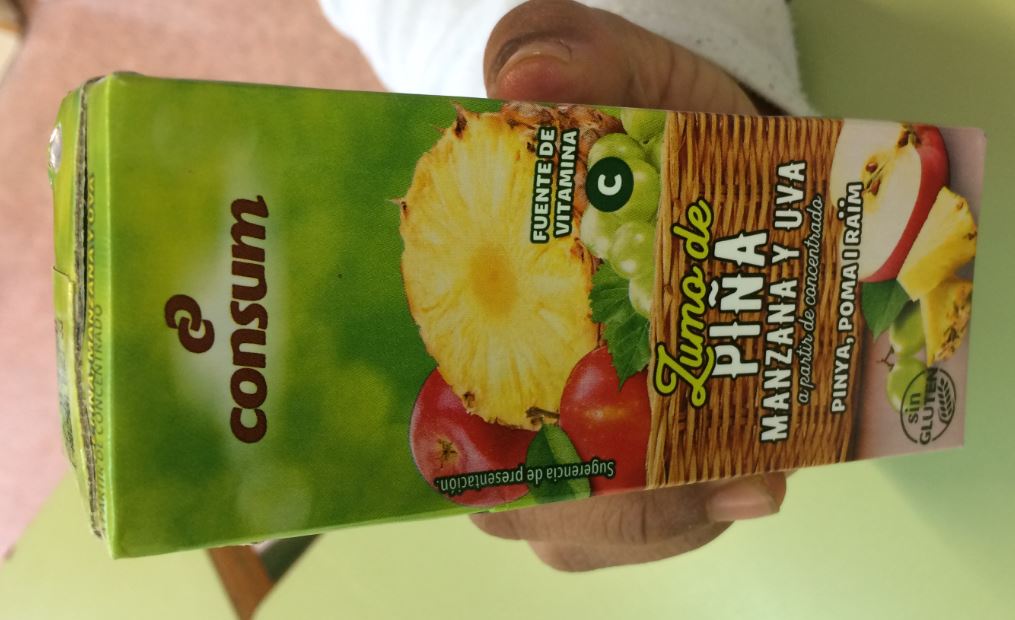 consum
FUENTE DE
VITAMINA
C
Zumo de
PIÑA
MANZANA Y UVA
a partir de concentrado
PINYA, POMA I RAÏM
sin
GLUTEN
Sugerencia de presentación.